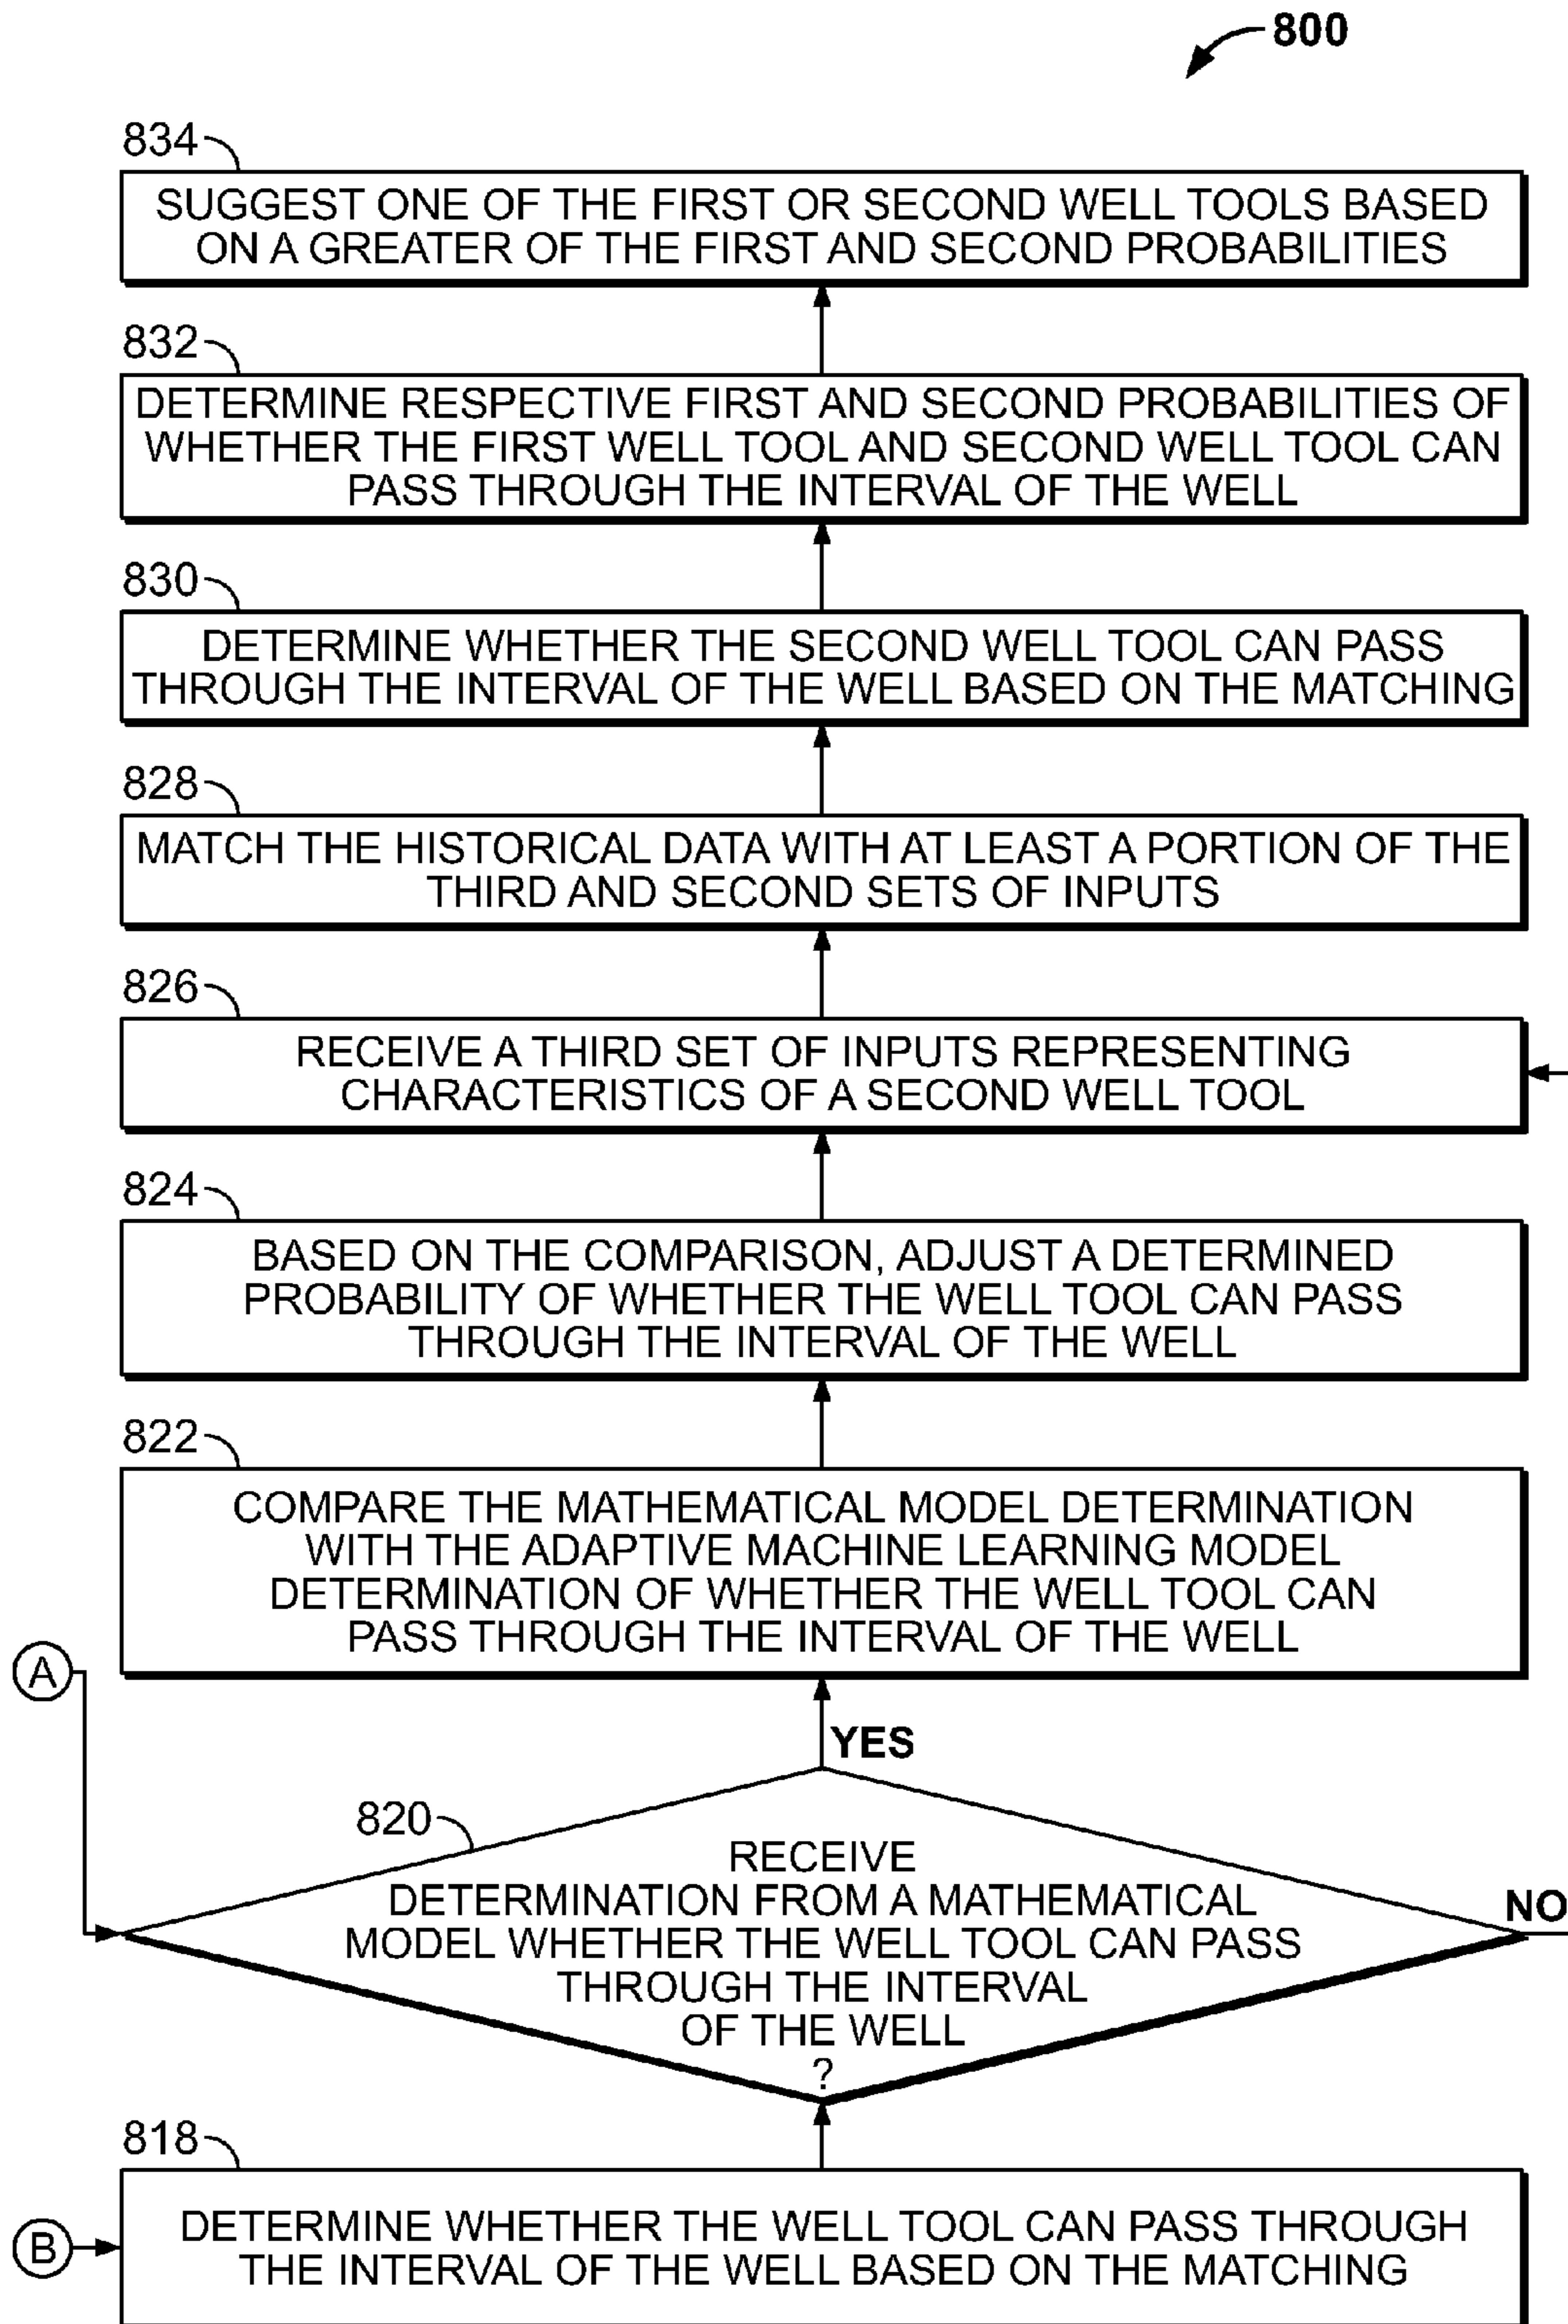 800
834
SUGGEST ONE OF THE FIRST OR SECOND WELL TOOLS BASED
ON A GREATER OF THE FIRST AND SECOND PROBABILITIES
832
DETERMINE RESPECTIVE FIRST AND SECOND PROBABILITIES OF
WHETHER THE FIRST WELL TOOL AND SECOND WELL TOOL CAN
PASS THROUGH THE INTERVAL OF THE WELL
830
DETERMINE WHETHER THE SECOND WELL TOOL CAN PASS
THROUGH THE INTERVAL OF THE WELL BASED ON THE MATCHING
828
MATCH THE HISTORICAL DATA WITH AT LEAST A PORTION OF THE
THIRD AND SECOND SETS OF INPUTS
826
RECEIVE A THIRD SET OF INPUTS REPRESENTING
CHARACTERISTICS OF A SECOND WELL TOOL
824
BASED ON THE COMPARISON, ADJUST A DETERMINED
PROBABILITY OF WHETHER THE WELL TOOL CAN PASS
THROUGH THE INTERVAL OF THE WELL
822
COMPARE THE MATHEMATICAL MODEL DETERMINATION
WITH THE ADAPTIVE MACHINE LEARNING MODEL
DETERMINATION OF WHETHER THE WELL TOOL CAN
PASS THROUGH THE INTERVAL OF THE WELL
A
YES
820
RECEIVE
DETERMINATION FROM A MATHEMATICAL
MODEL WHETHER THE WELL TOOL CAN PASS
THROUGH THE INTERVAL
OF THE WELL
?
NO
818
B
DETERMINE WHETHER THE WELL TOOL CAN PASS THROUGH
THE INTERVAL OF THE WELL BASED ON THE MATCHING